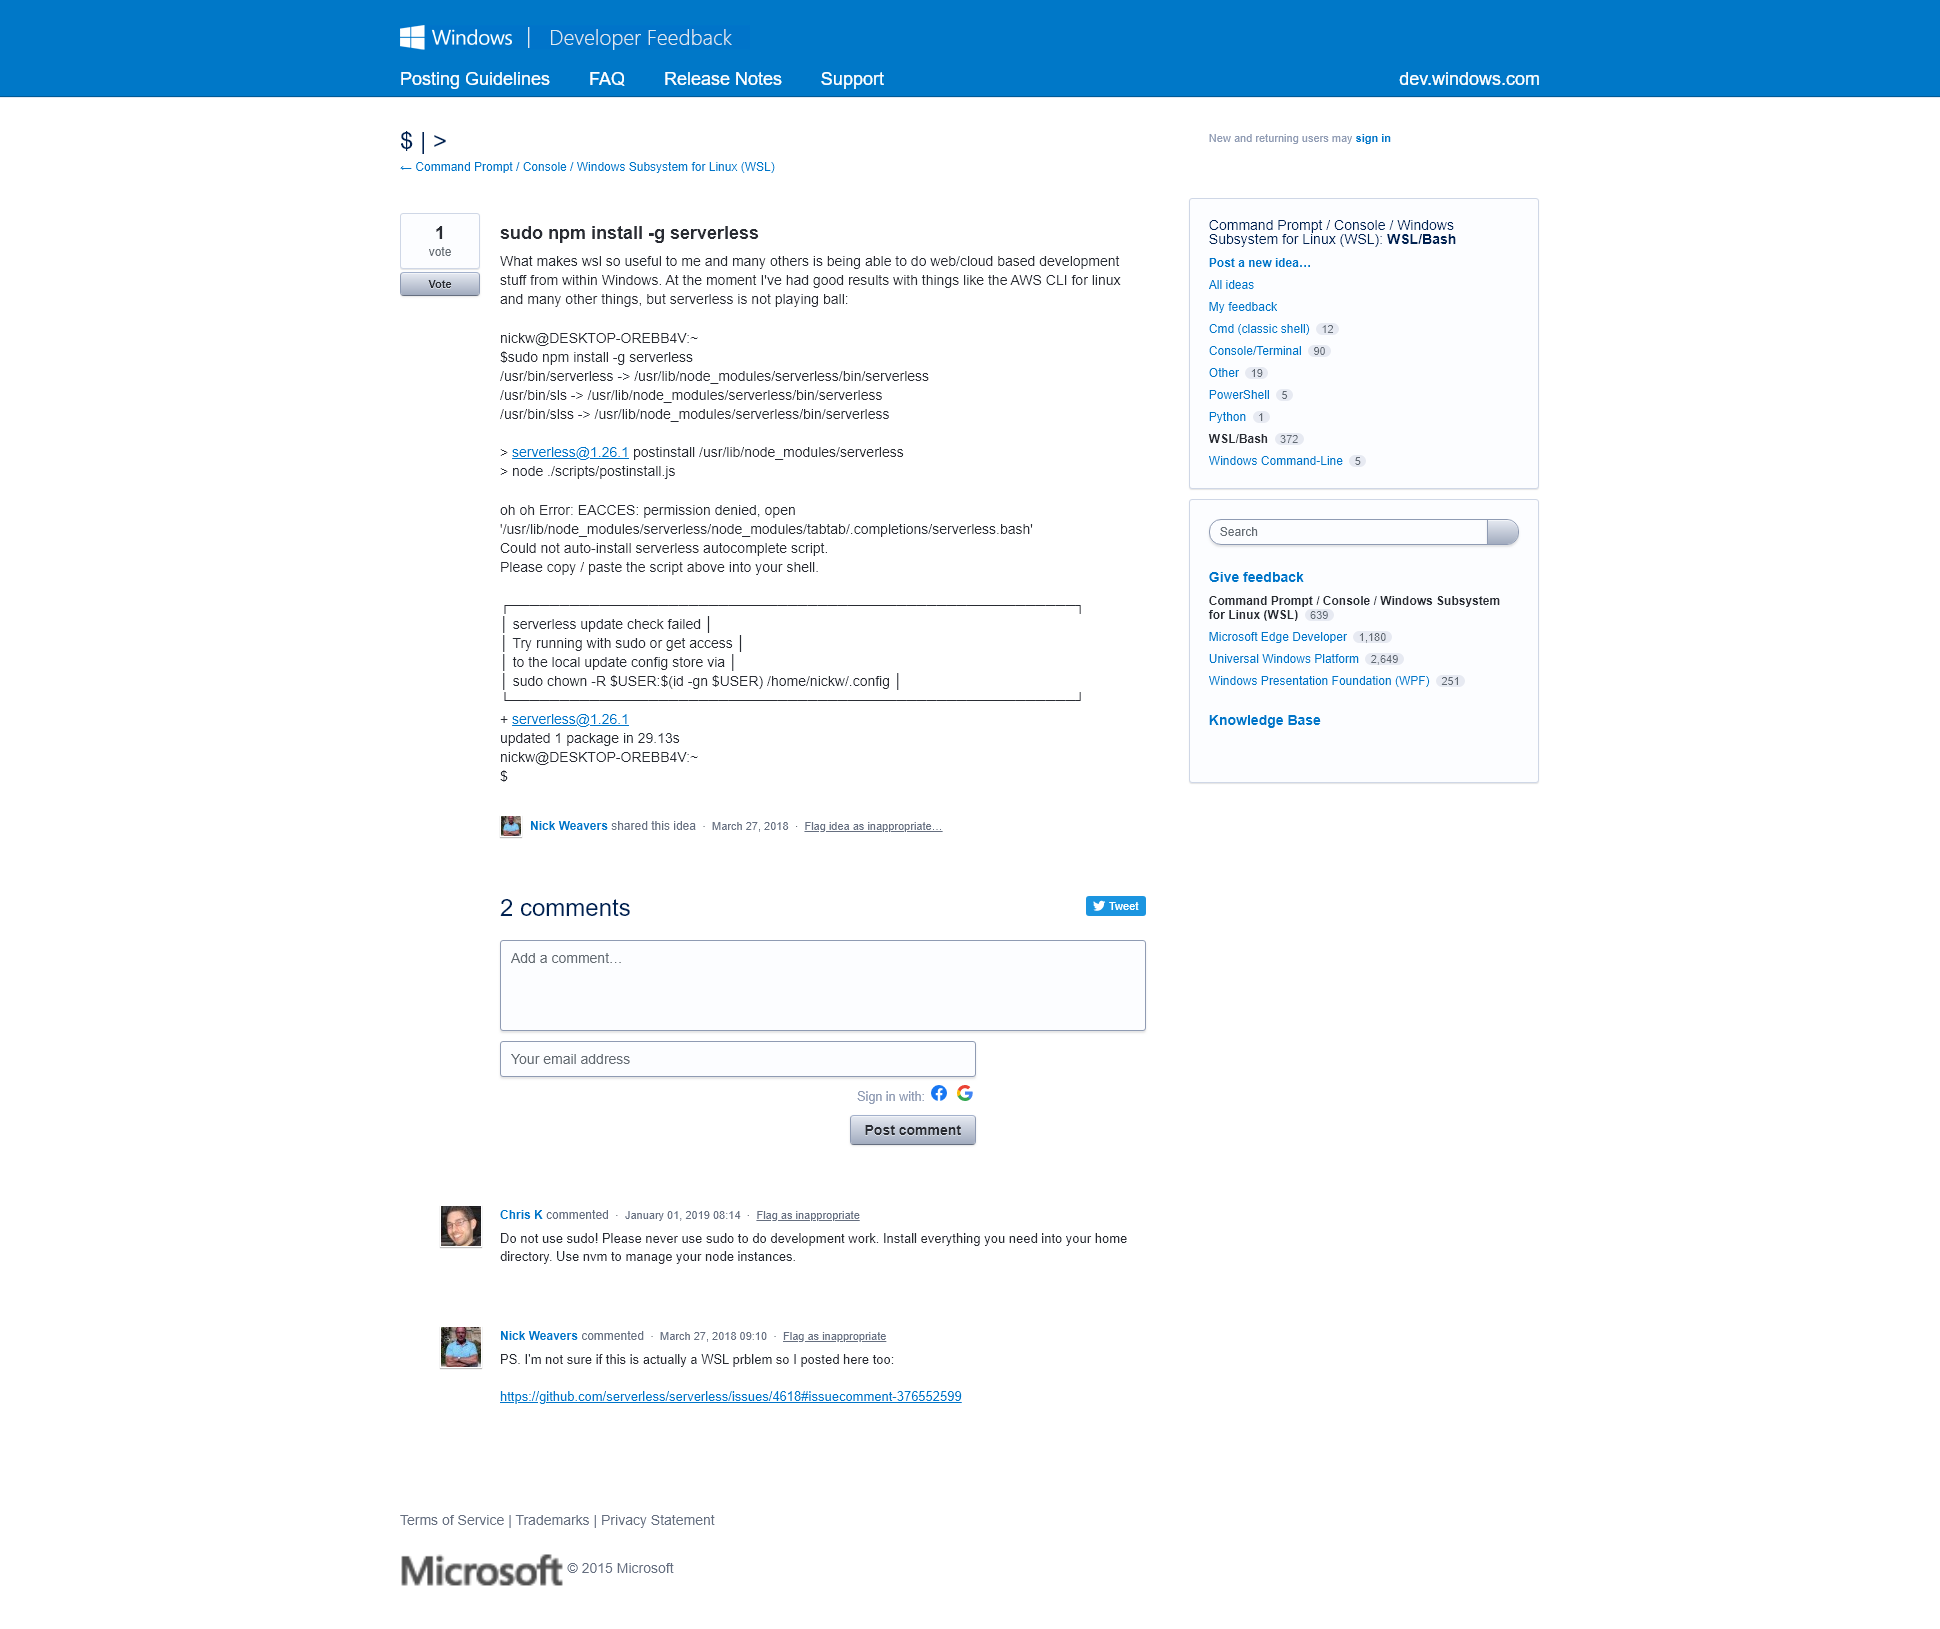 Windows | Developer Feedback
Posting Guidelines FAQ Release Notes Support dev.windows.com
$ | >
← Command Prompt / Console / Windows Subsystem for Linux (WSL)
New and returning users may sign in
1
vote
Vote
sudo npm install -g serverless
What makes wsl so useful to me and many others is being able to do web/cloud based development
stuff from within Windows. At the moment I've had good results with things like the AWS CLI for linux
and many other things, but serverless is not playing ball:
nickw@DESKTOP-OREBB4V:~
$sudo npm install -g serverless
/usr/bin/serverless -> /usr/lib/node_modules/serverless/bin/serverless
/usr/bin/sls -> /usr/lib/node_modules/serverless/bin/serverless
/usr/bin/slss -> /usr/lib/node_modules/serverless/bin/serverless
> serverless@1.26.1 postinstall /usr/lib/node_modules/serverless
> node ./scripts/postinstall.js
oh oh Error: EACCES: permission denied, open
'/usr/lib/node_modules/serverless/node_modules/tabtab/.completions/serverless.bash'
Could not auto-install serverless autocomplete script.
Please copy / paste the script above into your shell.
│ serverless update check failed │
│ Try running with sudo or get access │
│ to the local update config store via │
│ sudo chown -R $USER:$(id -gn $USER) /home/nickw/.config │
+ serverless@1.26.1
updated 1 package in 29.13s
nickw@DESKTOP-OREBB4V:~
$
Nick Weavers shared this idea · March 27, 2018 · Flag idea as inappropriate…
2 comments
Tweet
Add a comment…
Your email address
Sign in with:
Post comment
Chris K commented · January 01, 2019 08:14 · Flag as inappropriate
Do not use sudo! Please never use sudo to do development work. Install everything you need into your home
directory. Use nvm to manage your node instances.
Nick Weavers commented · March 27, 2018 09:10 · Flag as inappropriate
PS. I'm not sure if this is actually a WSL prblem so I posted here too:
https://github.com/serverless/serverless/issues/4618#issuecomment-376552599
Command Prompt / Console / Windows
Subsystem for Linux (WSL): WSL/Bash
Post a new idea…
All ideas
My feedback
Cmd (classic shell) 12
Console/Terminal 90
Other 19
PowerShell 5
Python 1
WSL/Bash 372
Windows Command-Line 5
Search
Give feedback
Command Prompt / Console / Windows Subsystem
for Linux (WSL) 639
Microsoft Edge Developer 1,180
Universal Windows Platform 2,649
Windows Presentation Foundation (WPF) 251
Knowledge Base
Terms of Service | Trademarks | Privacy Statement
Microsoft © 2015 Microsoft